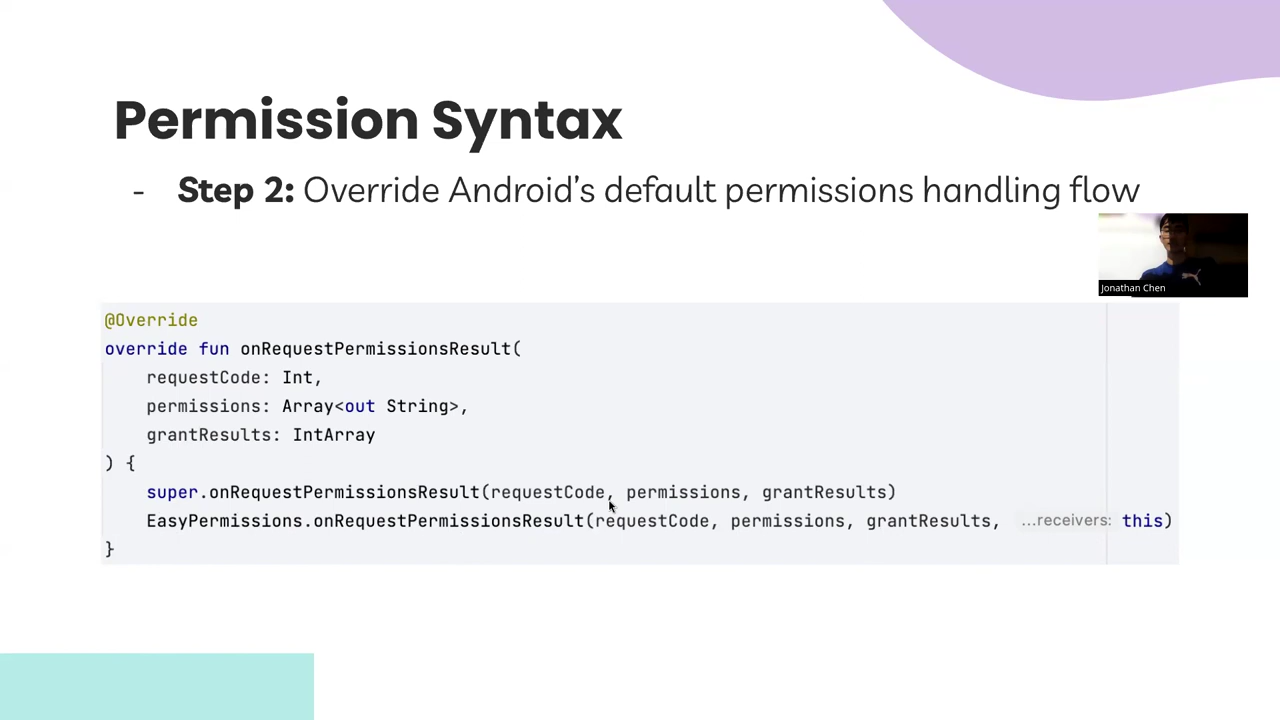 Permission Syntax
- Step 2: Override Android's default permissions handling flow
Jonathan Chen
@Override
override fun onRequestPermissionsResult(
requestCode: Int,
permissions: Array<out String>,
grantResults: IntArray
) {
super.onRequestPermissionsResult(requestCode, permissions, grantResults)
EasyPermissions.onRequestPermissionsResult(requestCode, permissions, grantResults, ...receivers: this)
}